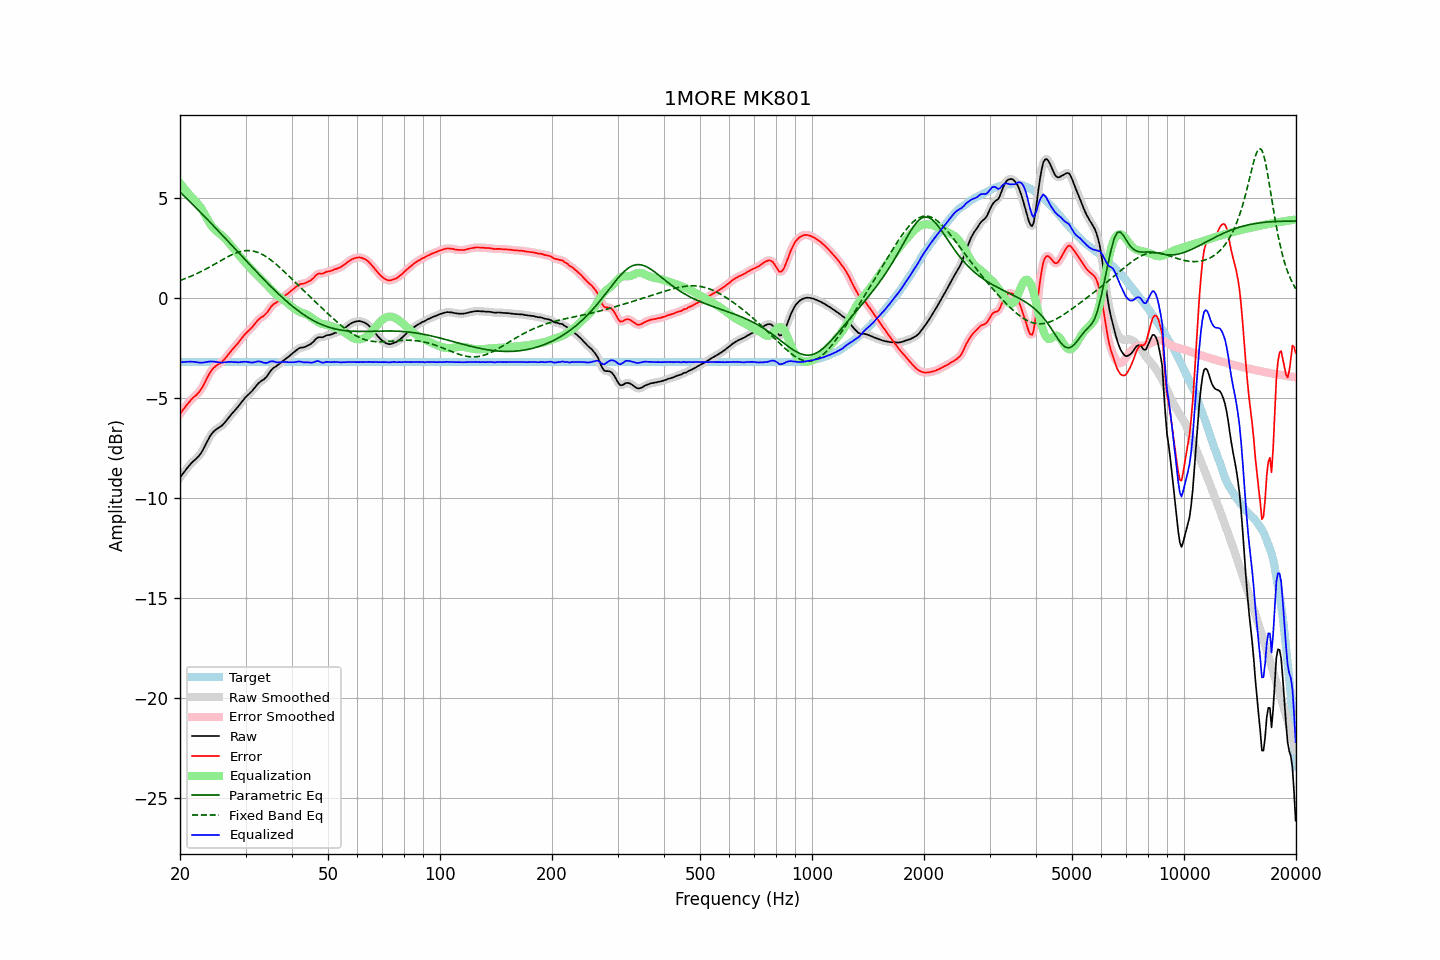 1MORE MK801
Amplitude (dBr)
5
0
−5
−10
−15
−20
−25
Target
Raw Smoothed
Error Smoothed
Raw
Error
Equalization
Parametric Eq
Fixed Band Eq
Equalized
20 50 100 200 500 1000 2000 5000 10000 20000
Frequency (Hz)